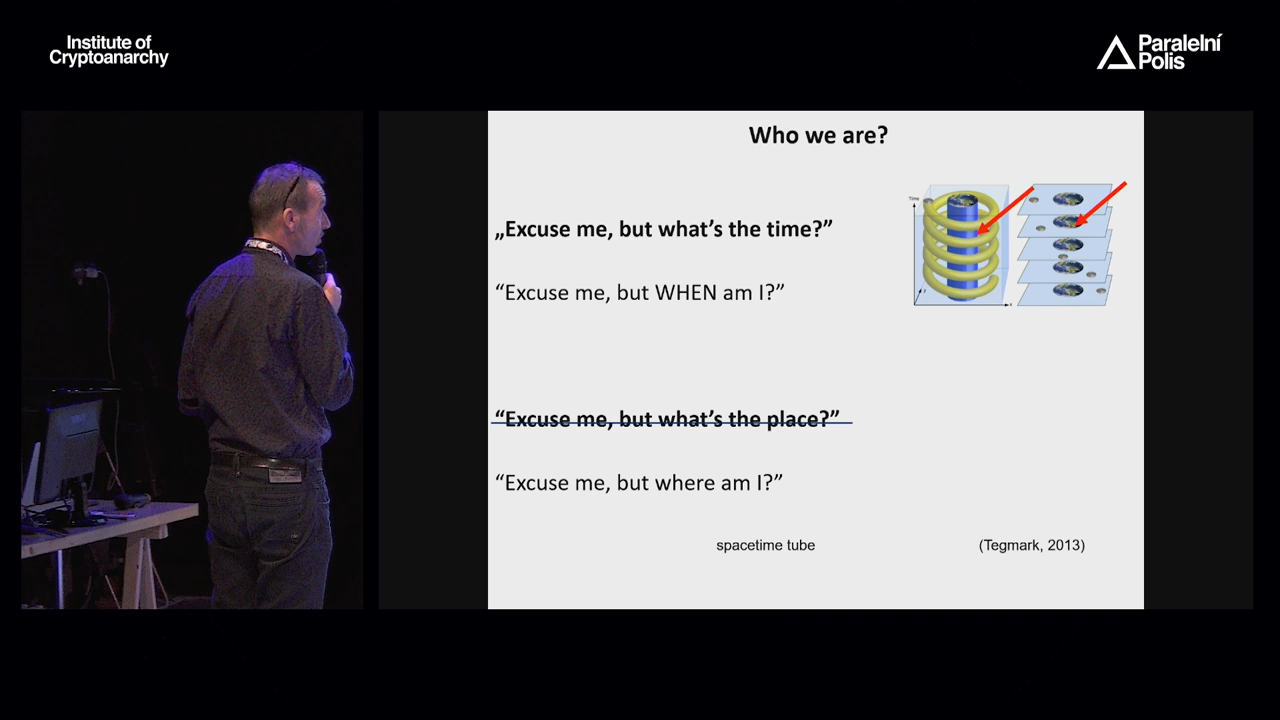 Institute of
Cryptoanarchy
Paralelní
Polis
Who we are?
„Excuse me, but what’s the time?”
“Excuse me, but WHEN am I?”
Time
“Excuse me, but what’s the place?”
“Excuse me, but where am I?”
spacetime tube
(Tegmark, 2013)